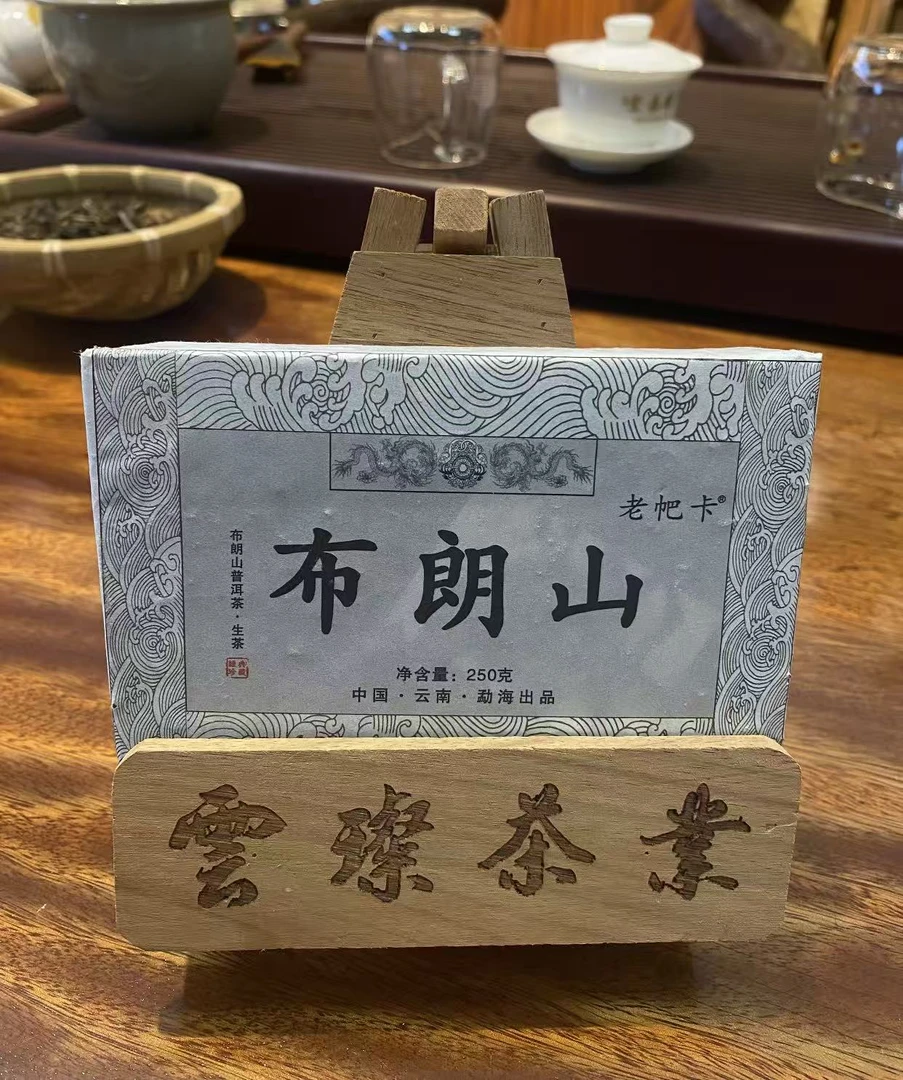 老帊卡®
布朗山
布朗山普洱茶·生茶
净含量：250克
中国·云南·勐海出品
雲璨茶業